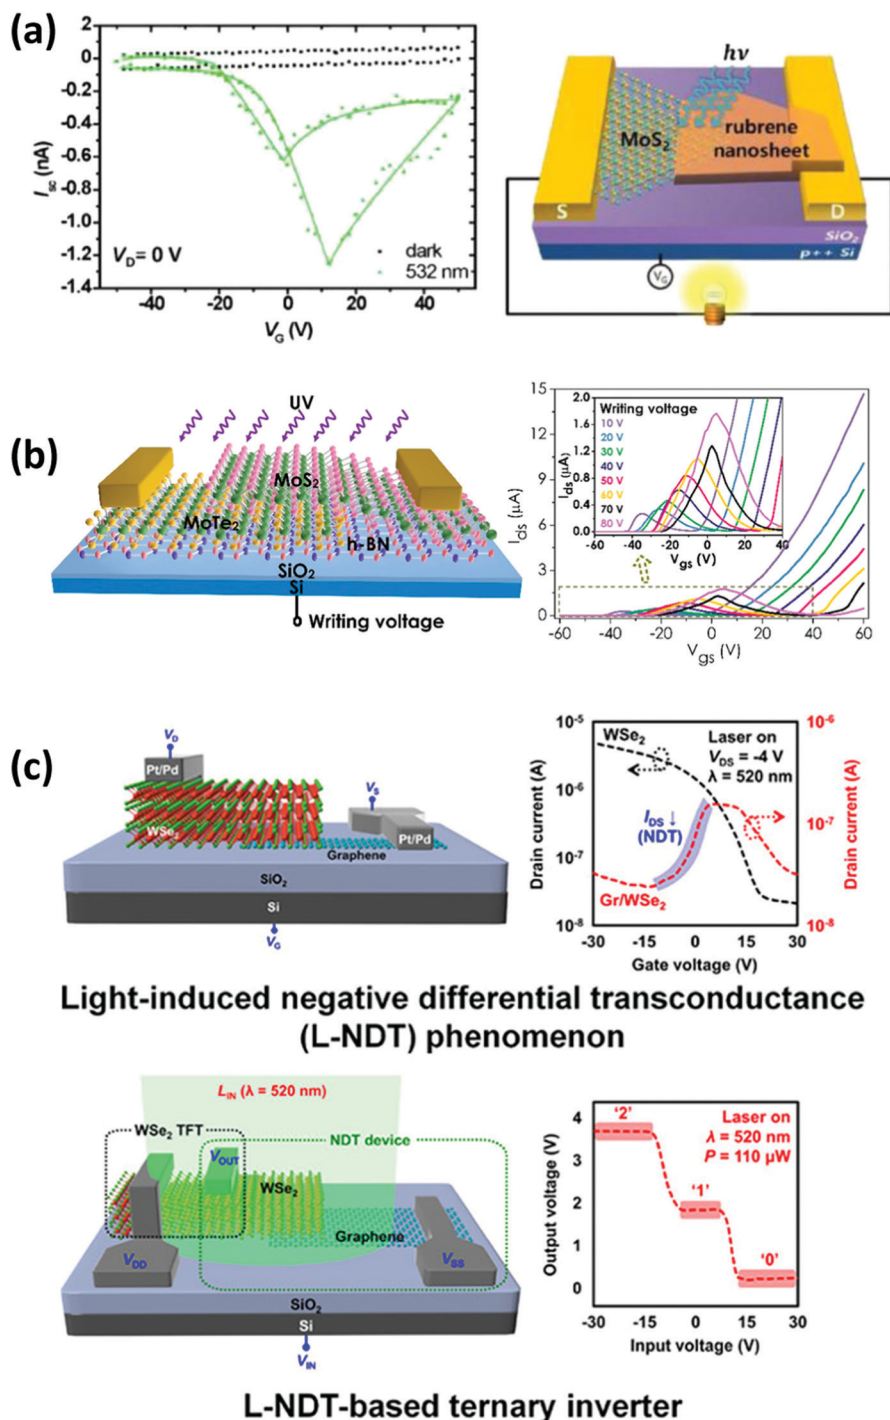 (a)
0
-0.2
-0.4
-0.6
-0.8
-1.0
-1.2
-1.4
I_sc (nA)
V_D = 0 V
dark
532 nm
-40 -20 0 20 40
V_G (V)
hν
MoS₂
rubrene
nanosheet
S
D
SiO₂
p++ Si
V_G
(b)
UV
MoS₂
MoTe₂
h-BN
SiO₂
Si
Writing voltage
15
12
9
6
3
0
I_ds (μA)
-60 -40 -20 0 20 40 60
V_gs (V)
2.0
1.6
1.2
0.8
0.4
0.0
I_ds (μA)
Writing voltage
10 V
20 V
30 V
40 V
50 V
60 V
70 V
80 V
-60 -40 -20 0 20 40
V_gs (V)
(c)
V_D
Pt/Pd
WSe₂
V_S
Pt/Pd
Graphene
SiO₂
Si
V_G
10⁻⁵
10⁻⁶
10⁻⁷
10⁻⁸
Drain current (A)
WSe₂
Laser on
V_DS = -4 V
λ = 520 nm
I_DS ↓
(NDT)
Gr/WSe₂
10⁻⁶
10⁻⁷
10⁻⁸
Drain current (A)
-30 -15 0 15 30
Gate voltage (V)
Light-induced negative differential transconductance
(L-NDT) phenomenon
L_IN (λ = 520 nm)
WSe₂ TFT
NDT device
V_OUT
WSe₂
Graphene
V_DD
V_SS
SiO₂
Si
V_IN
4
3
2
1
0
Output voltage (V)
'2'
Laser on
λ = 520 nm
P = 110 μW
'1'
'0'
-30 -15 0 15 30
Input voltage (V)
L-NDT-based ternary inverter